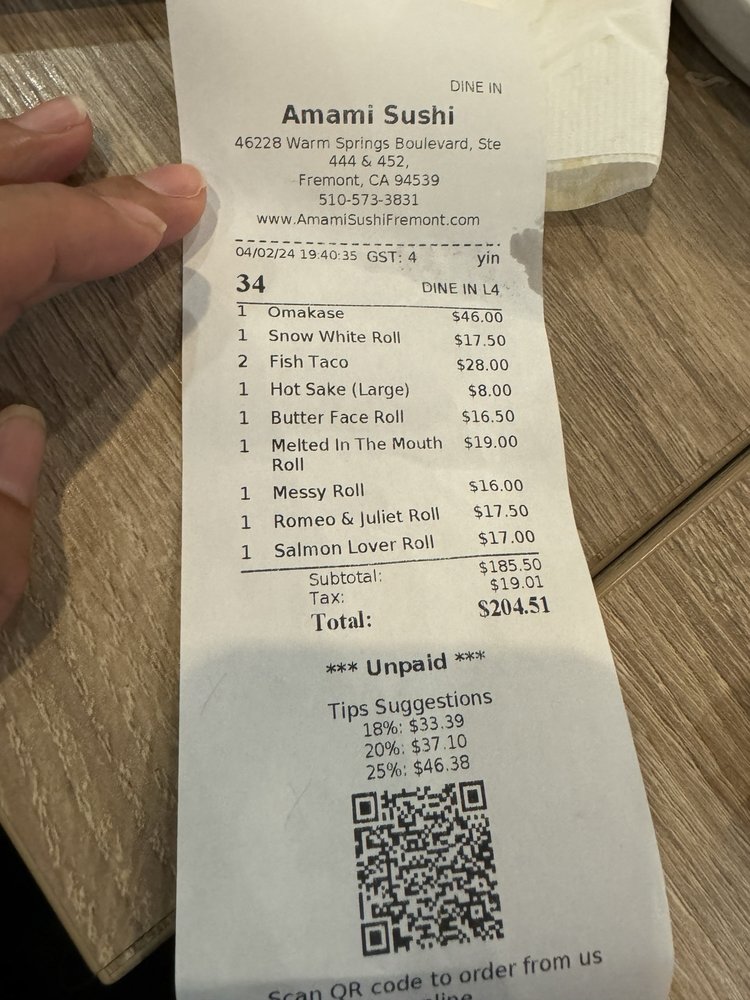 DINE IN
Amami Sushi
46228 Warm Springs Boulevard, Ste
444 & 452,
Fremont, CA 94539
510-573-3831
www.AmamiSushiFremont.com
04/02/24 19:40:35 GST: 4 yin
34 DINE IN L4
1 Omakase $46.00
1 Snow White Roll $17.50
2 Fish Taco $28.00
1 Hot Sake (Large) $8.00
1 Butter Face Roll $16.50
1 Melted In The Mouth $19.00
Roll
1 Messy Roll $16.00
1 Romeo & Juliet Roll $17.50
1 Salmon Lover Roll $17.00
Subtotal: $185.50
Tax: $19.01
Total: $204.51
*** Unpaid ***
Tips Suggestions
18%: $33.39
20%: $37.10
25%: $46.38
Scan QR code to order from us
online